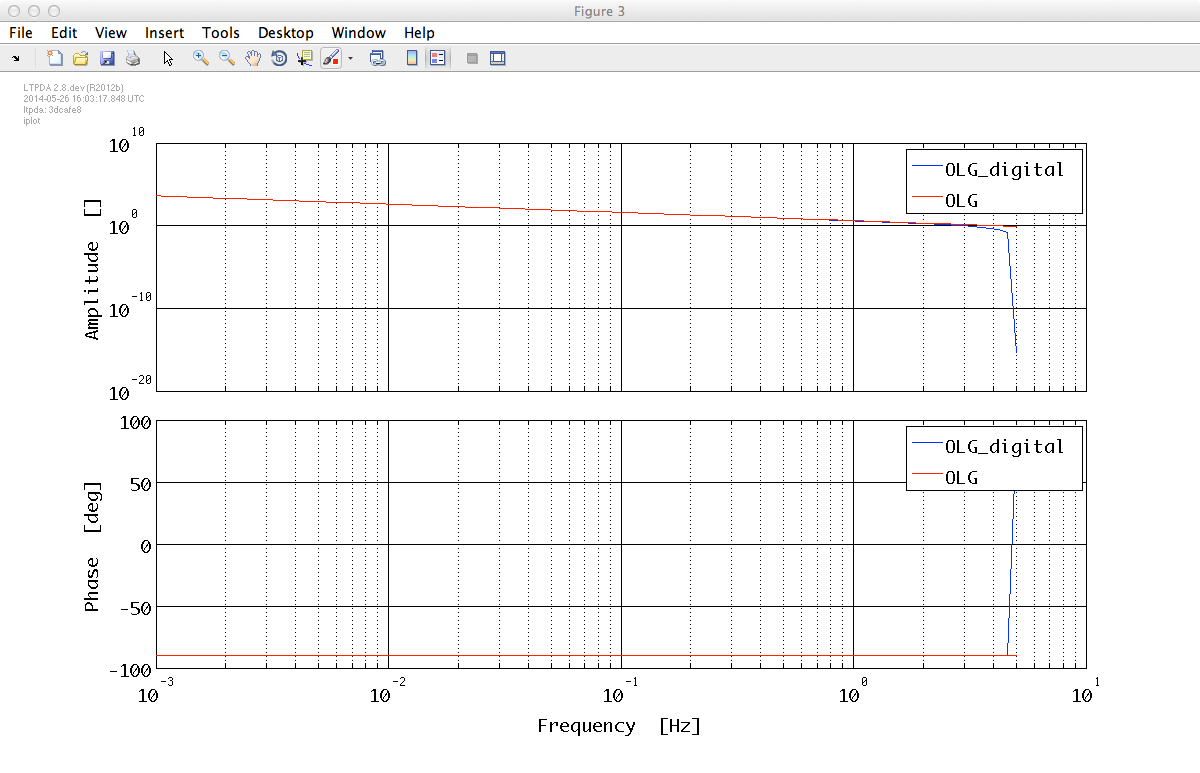 Figure 3
File Edit View Insert Tools Desktop Window Help
LTPDA 2.8.dev (R2012b)
2014-05-26 16:03:17.848 UTC
ltpda: 3dcafe8
iplot
10^10
10^0
10^-10
10^-20
Amplitude []
OLG_digital
OLG
100
50
0
-50
-100
Phase [deg]
OLG_digital
OLG
10^-3 10^-2 10^-1 10^0 10^1
Frequency [Hz]